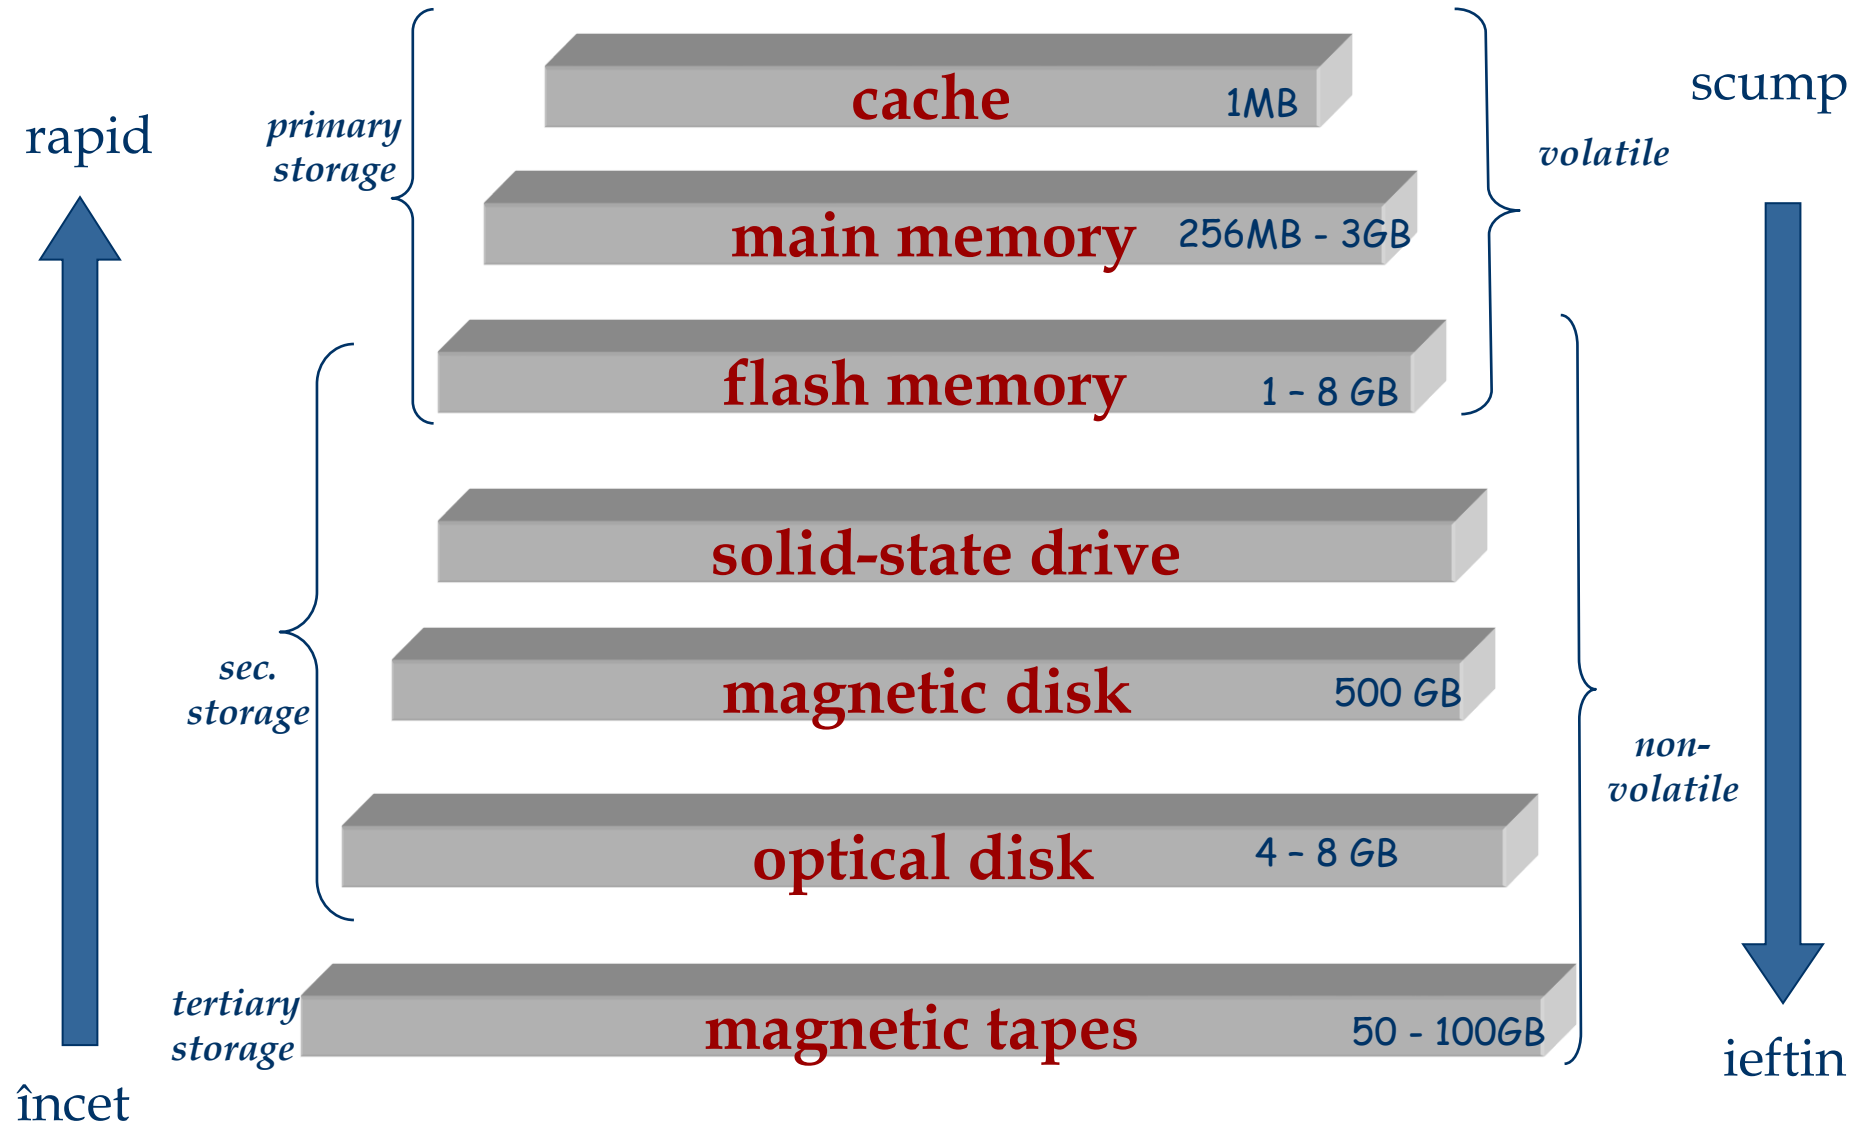 scump
cache 1MB
rapid
primary
storage
volatile
main memory 256MB - 3GB
flash memory 1 – 8 GB
solid-state drive
sec.
storage
magnetic disk 500 GB
non-
volatile
optical disk 4 – 8 GB
tertiary
storage
magnetic tapes 50 - 100GB
ieftin
încet